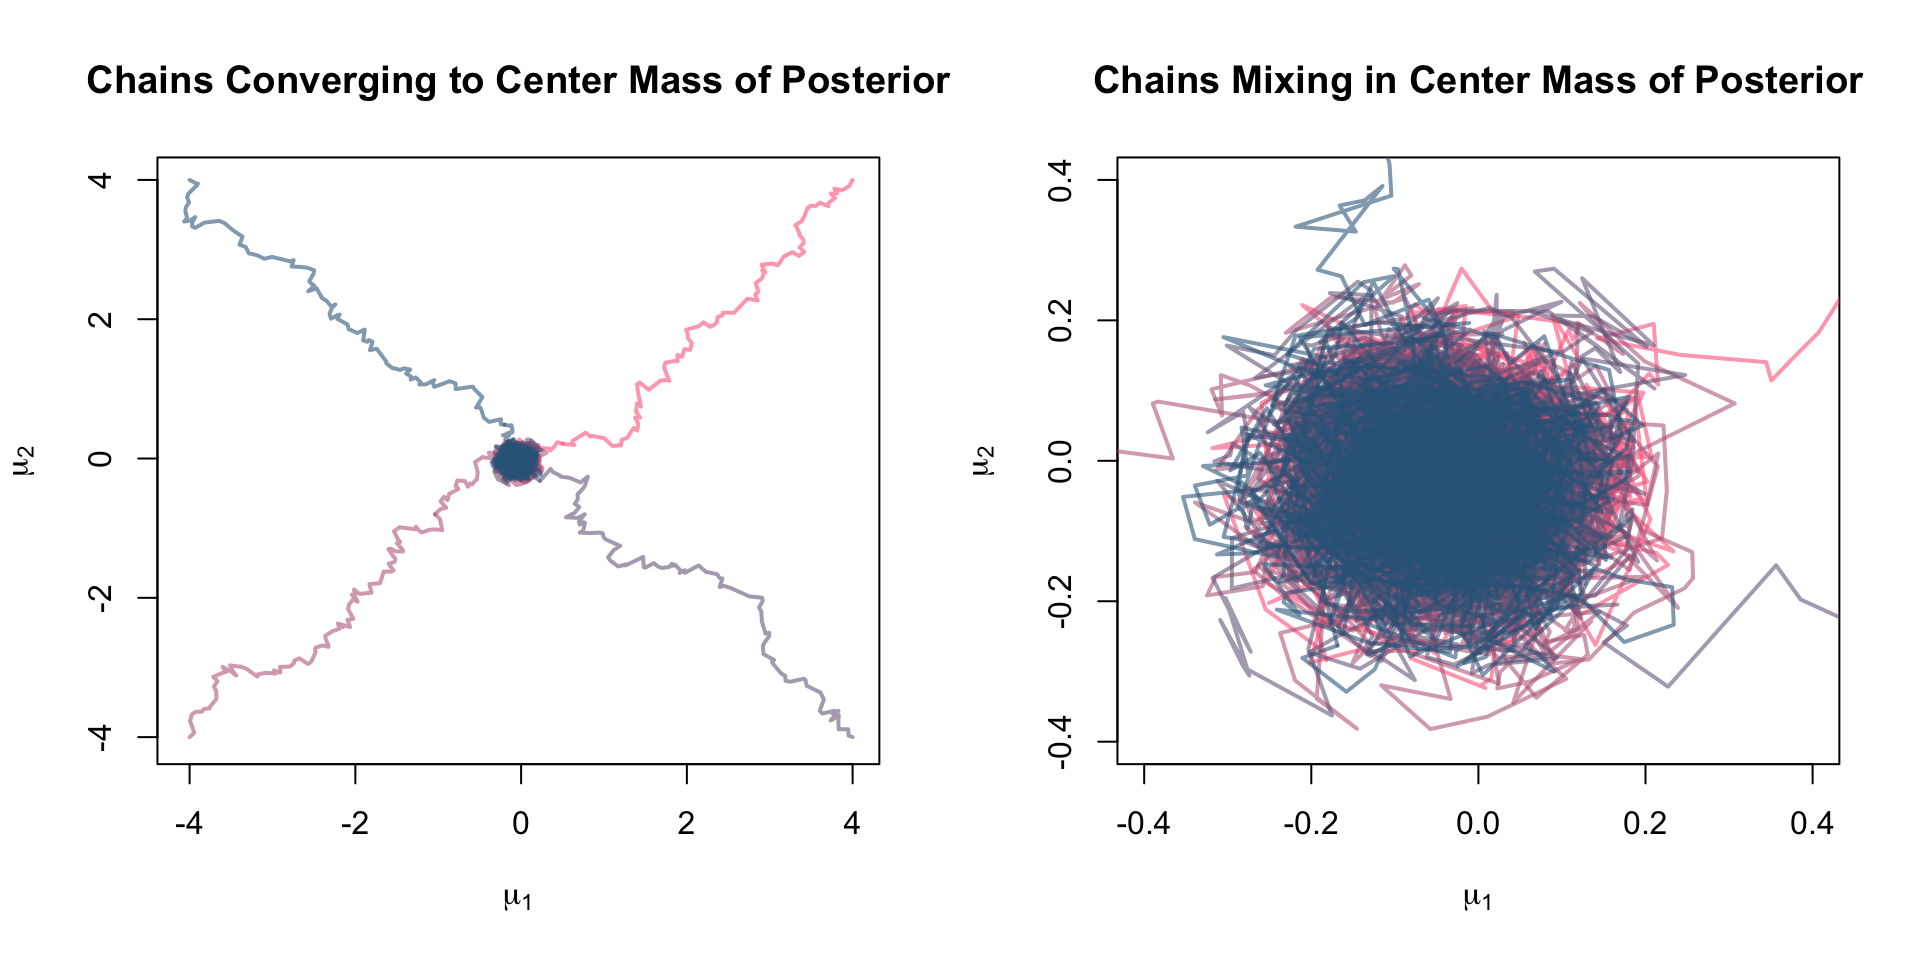 Chains Converging to Center Mass of Posterior
4
2
0
-2
-4
μ2
-4 -2 0 2 4
μ1
Chains Mixing in Center Mass of Posterior
0.4
0.2
0.0
-0.2
-0.4
μ2
-0.4 -0.2 0.0 0.2 0.4
μ1